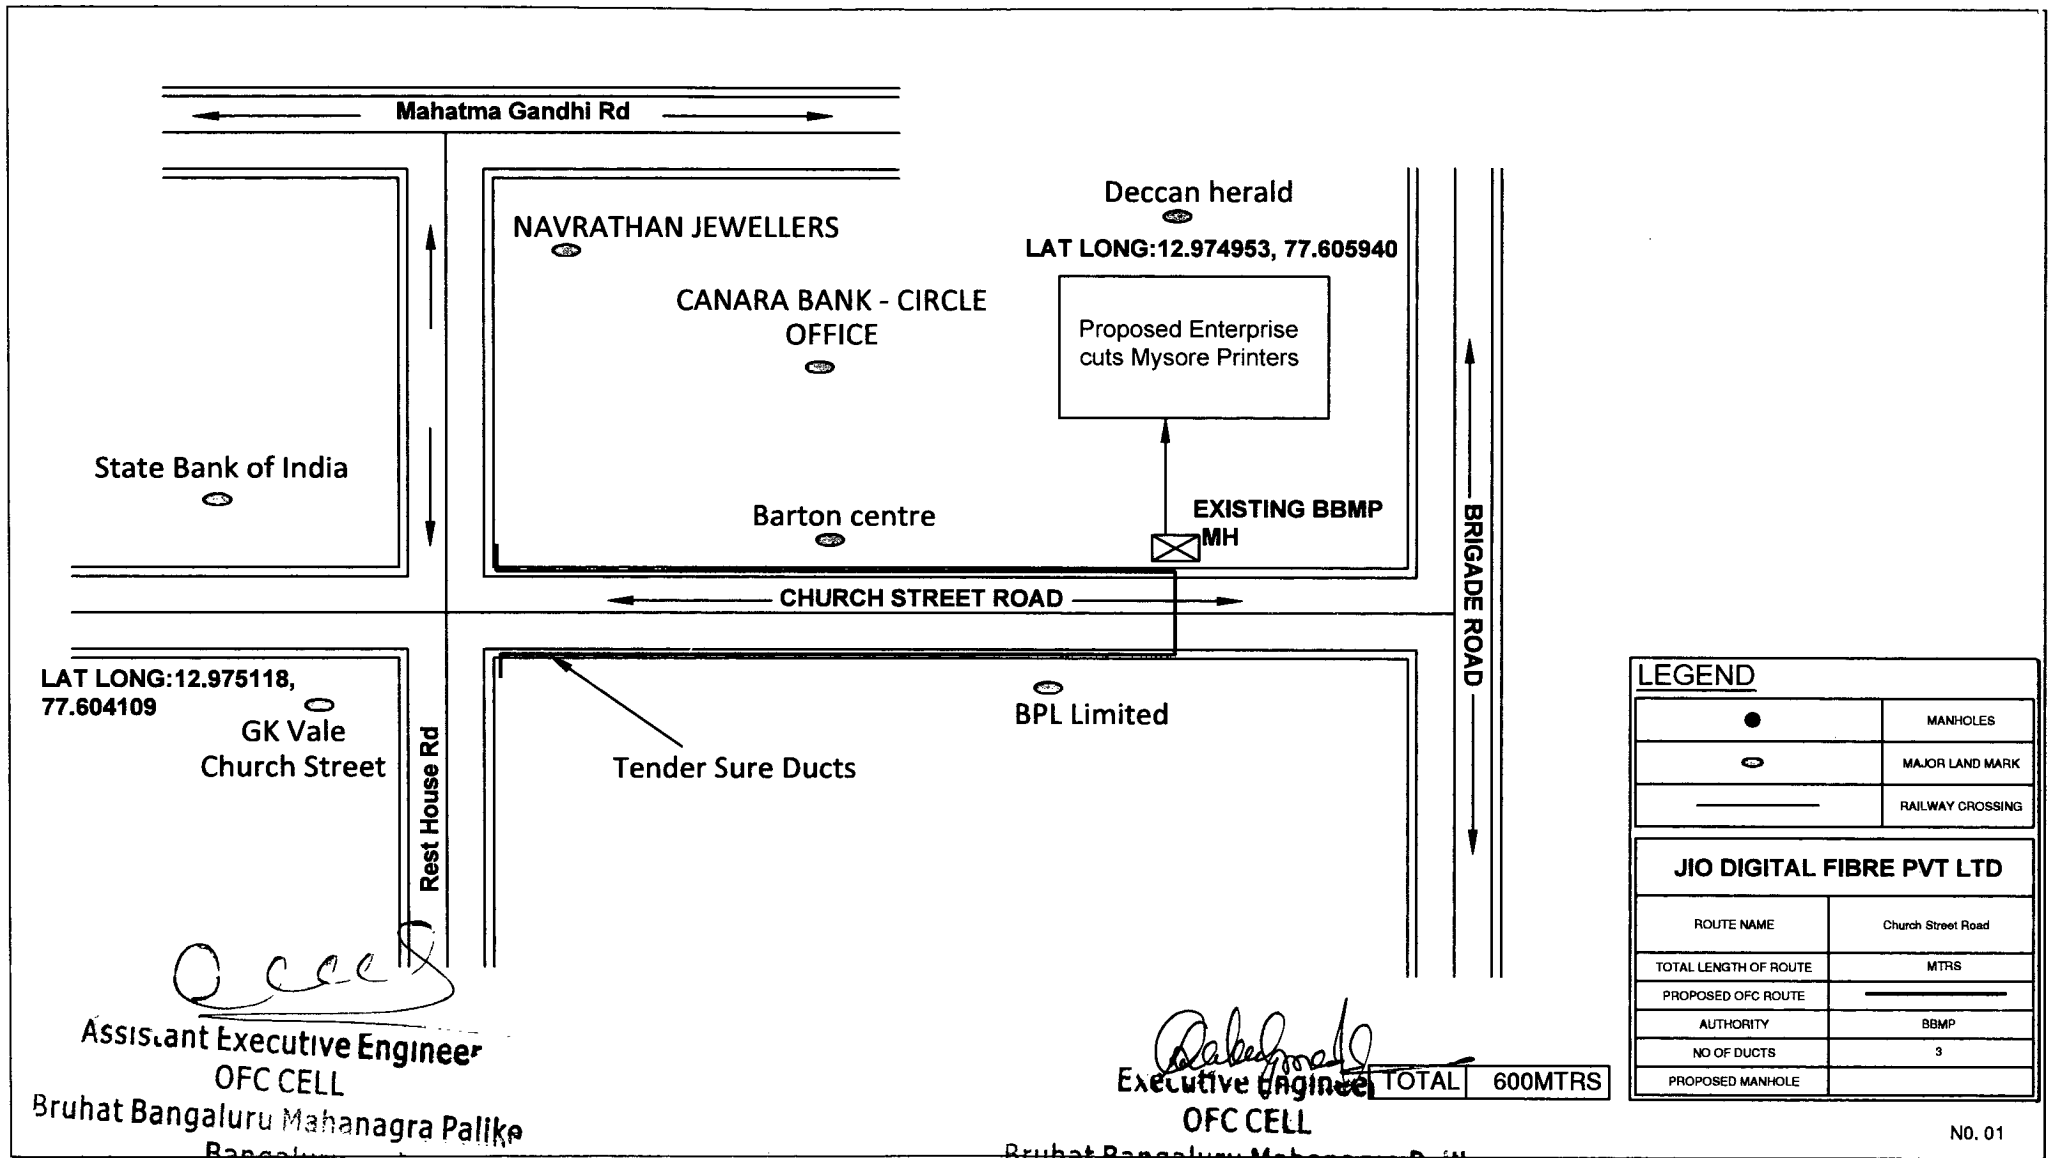 Mahatma Gandhi Rd
Deccan herald
NAVRATHAN JEWELLERS
LAT LONG:12.974953, 77.605940
CANARA BANK - CIRCLE
OFFICE
Proposed Enterprise
cuts Mysore Printers
State Bank of India
Barton centre
EXISTING BBMP
MH
BRIGADE ROAD
CHURCH STREET ROAD
LAT LONG:12.975118,
77.604109
GK Vale
Church Street
Rest House Rd
BPL Limited
Tender Sure Ducts
LEGEND
MANHOLES
MAJOR LAND MARK
RAILWAY CROSSING
JIO DIGITAL FIBRE PVT LTD
ROUTE NAME Church Street Road
TOTAL LENGTH OF ROUTE MTRS
PROPOSED OFC ROUTE
AUTHORITY BBMP
NO OF DUCTS 3
PROPOSED MANHOLE
Assistant Executive Engineer
OFC CELL
Bruhat Bangaluru Mahanagra Palike
Executive Engineer
OFC CELL
Bruhat Bangaluru
TOTAL 600MTRS
N0. 01